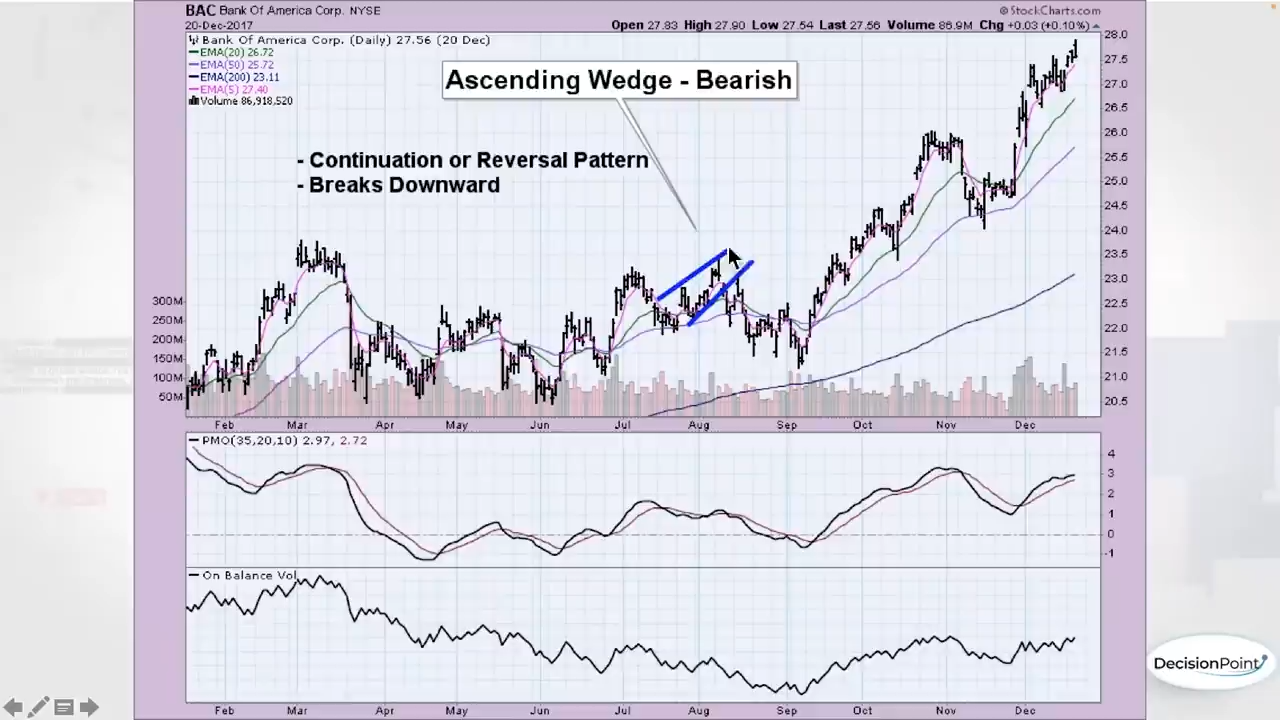 BAC Bank Of America Corp. NYSE
© StockCharts.com
20-Dec-2017
Open 27.83 High 27.90 Low 27.54 Last 27.56 Volume 86.9M Chg +0.03 (+0.10%)
Bank Of America Corp. (Daily) 27.56 (20 Dec)
EMA(20) 26.72
EMA(50) 25.72
EMA(200) 23.11
EMA(5) 27.40
Volume 86,918,520
Ascending Wedge - Bearish
- Continuation or Reversal Pattern
- Breaks Downward
28.0
27.5
27.0
26.5
26.0
25.5
25.0
24.5
24.0
23.5
23.0
22.5
22.0
21.5
21.0
20.5
300M
250M
200M
150M
100M
50M
Feb Mar Apr May Jun Jul Aug Sep Oct Nov Dec
PMO(35,20,10) 2.97, 2.72
4
3
2
1
0
-1
On Balance Vol
Feb Mar Apr May Jun Jul Aug Sep Oct Nov Dec
DecisionPoint